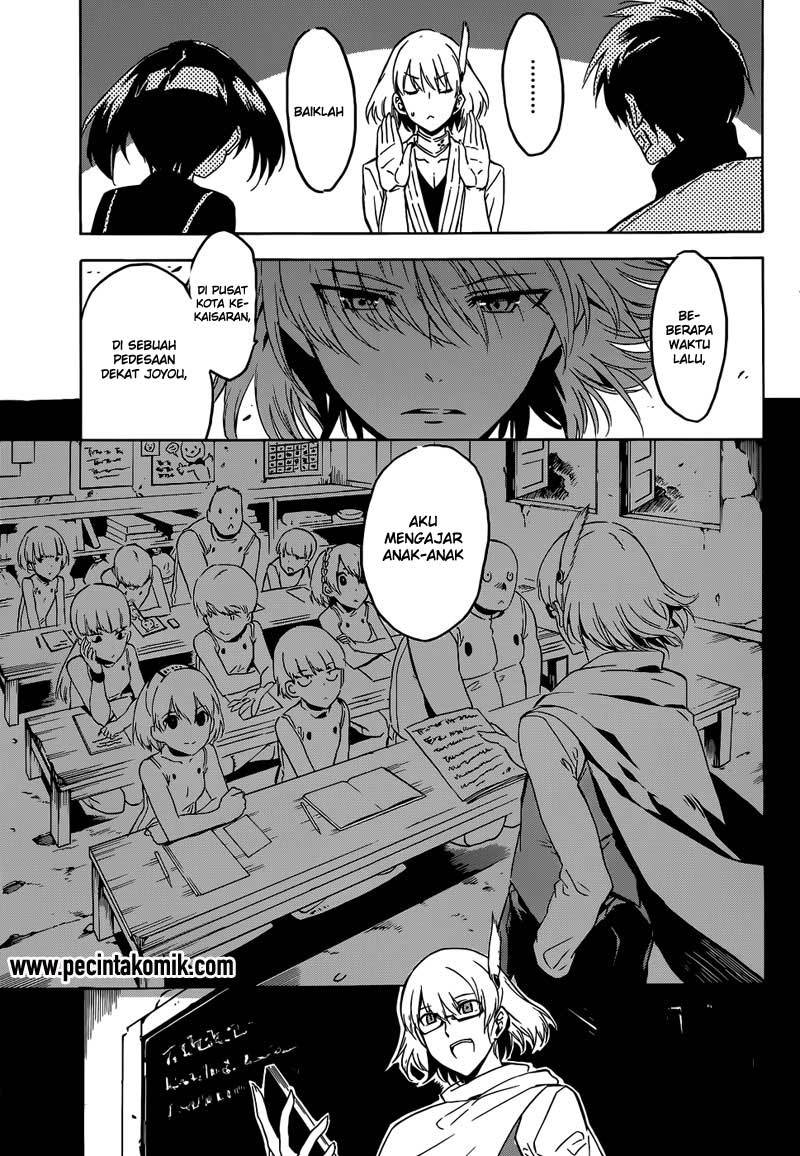 .........
BAIKLAH
BE-
BERAPA
WAKTU
LALU,
DI PUSAT
KOTA KE-
KAISARAN,
DI SEBUAH
PEDESAAN
DEKAT JOYOU,
AKU
MENGAJAR
ANAK-ANAK
www.pecintakomik.com